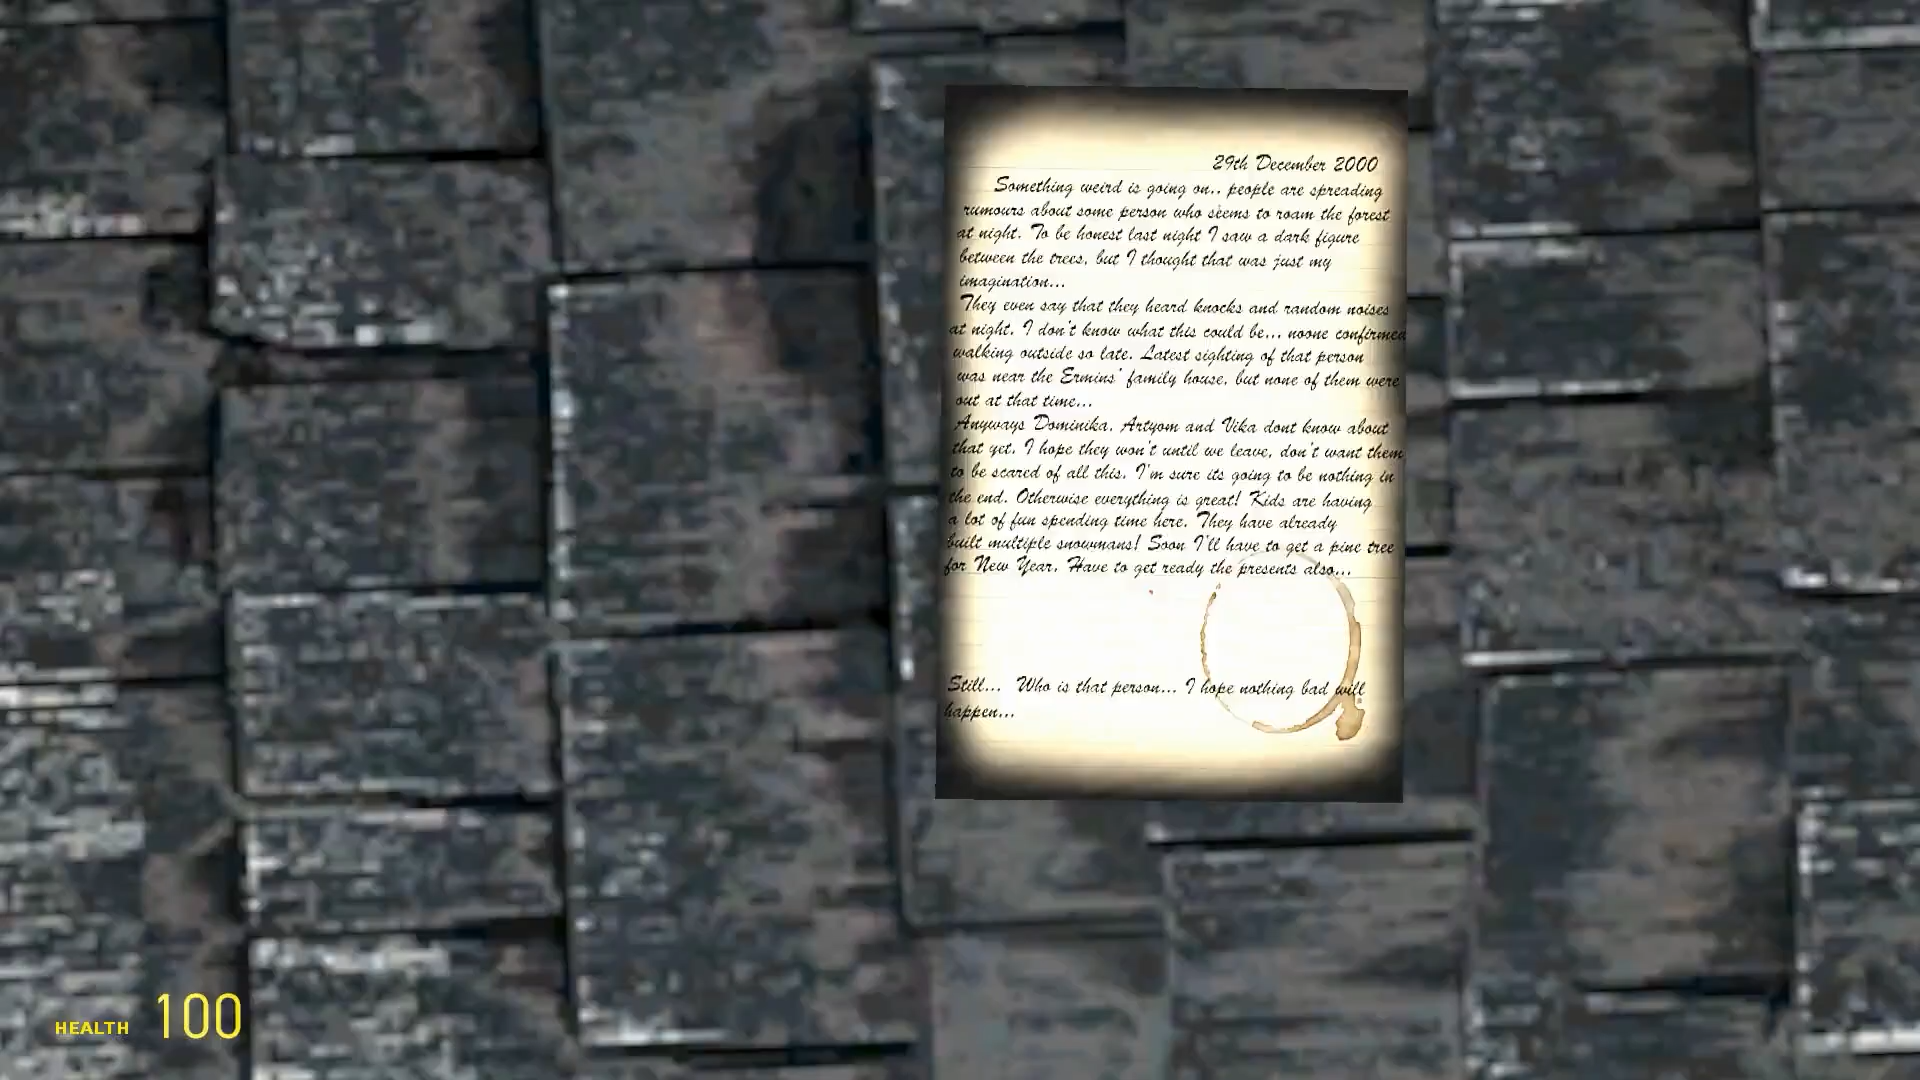 29th December 2000
Something weird is going on.. people are spreading
rumours about some person who seems to roam the forest
at night. To be honest last night I saw a dark figure
between the trees, but I thought that was just my
imagination...
They even say that they heard knocks and random noises
at night. I don't know what this could be... noone confirmed
walking outside so late. Latest sighting of that person
was near the Ermins' family house, but none of them were
out at that time...
Anyways Dominika, Artyom and Vika dont know about
that yet. I hope they won't until we leave, don't want them
to be scared of all this. I'm sure its going to be nothing in
the end. Otherwise everything is great! Kids are having
a lot of fun spending time here. They have already
built multiple snowmans! Soon I'll have to get a pine tree
for New Year. Have to get ready the presents also...
Still... Who is that person... I hope nothing bad will
happen...
HEALTH 100